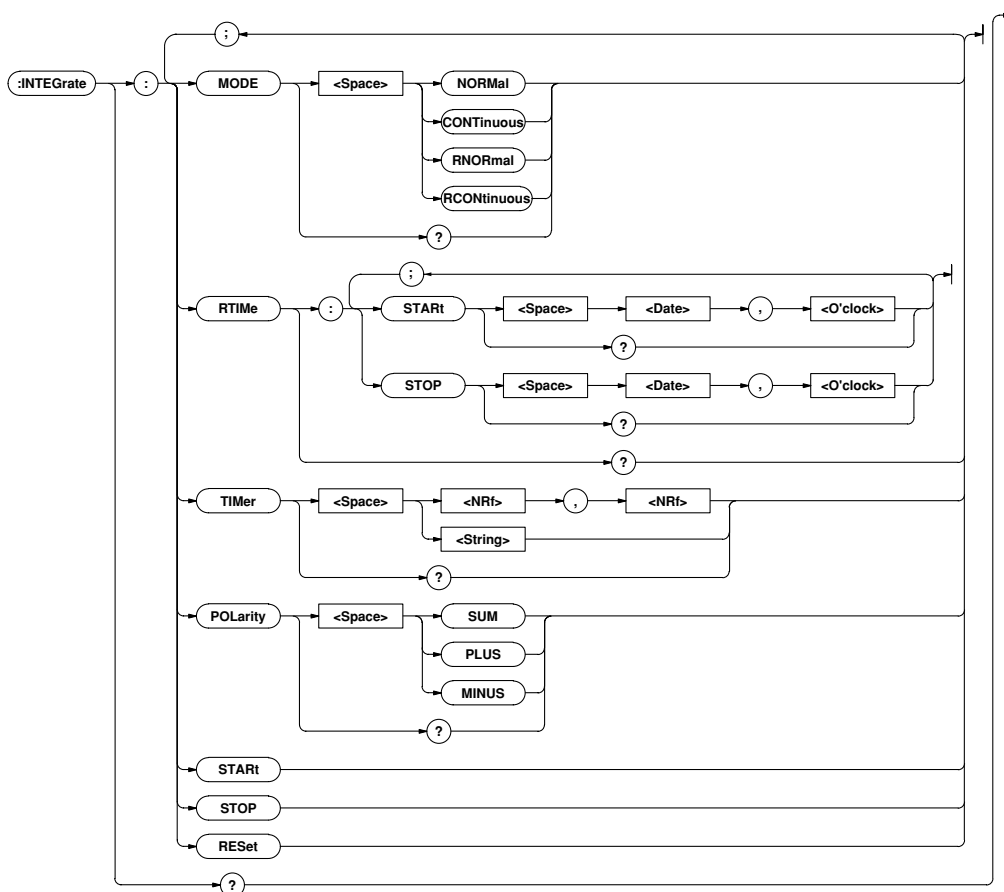 ;
:INTEGrate : MODE <Space> NORMal
CONTinuous
RNORmal
RCONtinuous
?
;
RTIMe : STARt <Space> <Date> , <O'clock>
?
STOP <Space> <Date> , <O'clock>
?
?
TIMer <Space> <NRf> , <NRf>
<String>
?
POLarity <Space> SUM
PLUS
MINUS
?
STARt
STOP
RESet
?